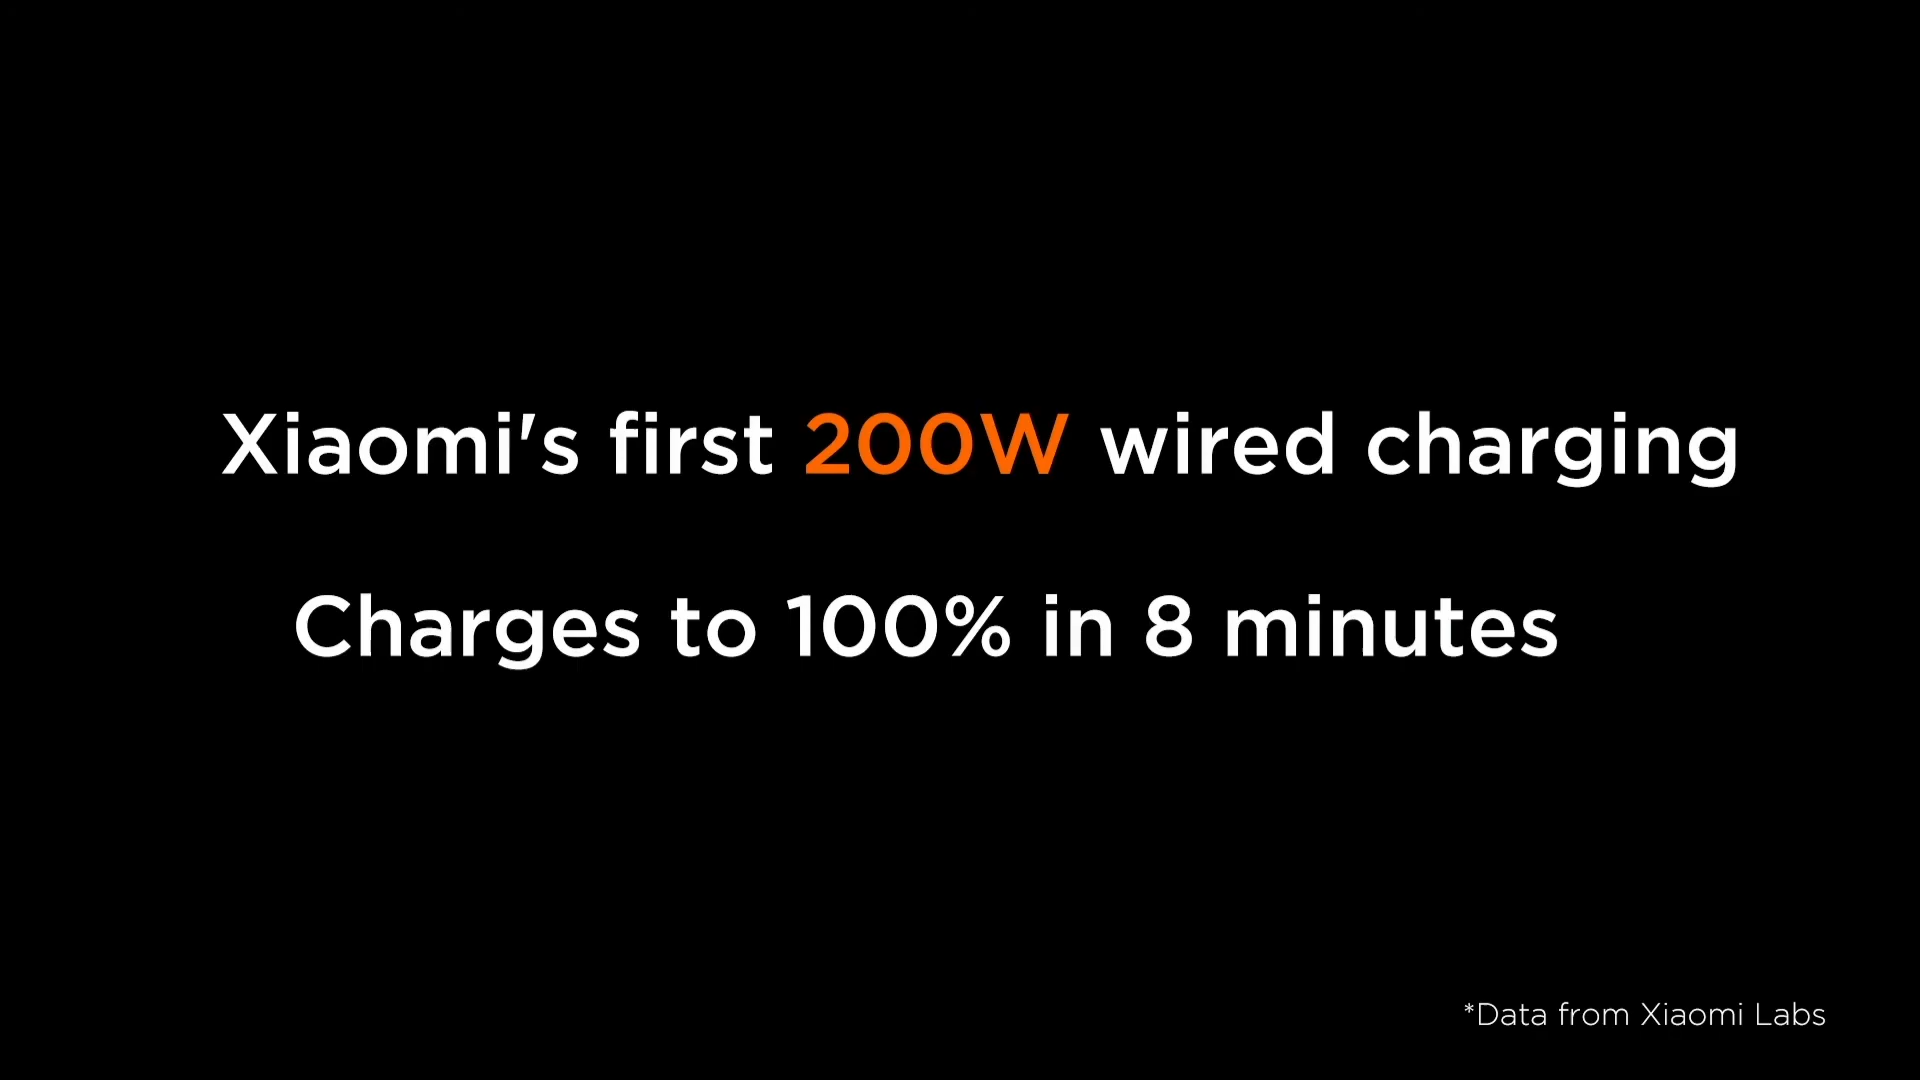 Xiaomi's first 200W wired charging
Charges to 100% in 8 minutes
*Data from Xiaomi Labs